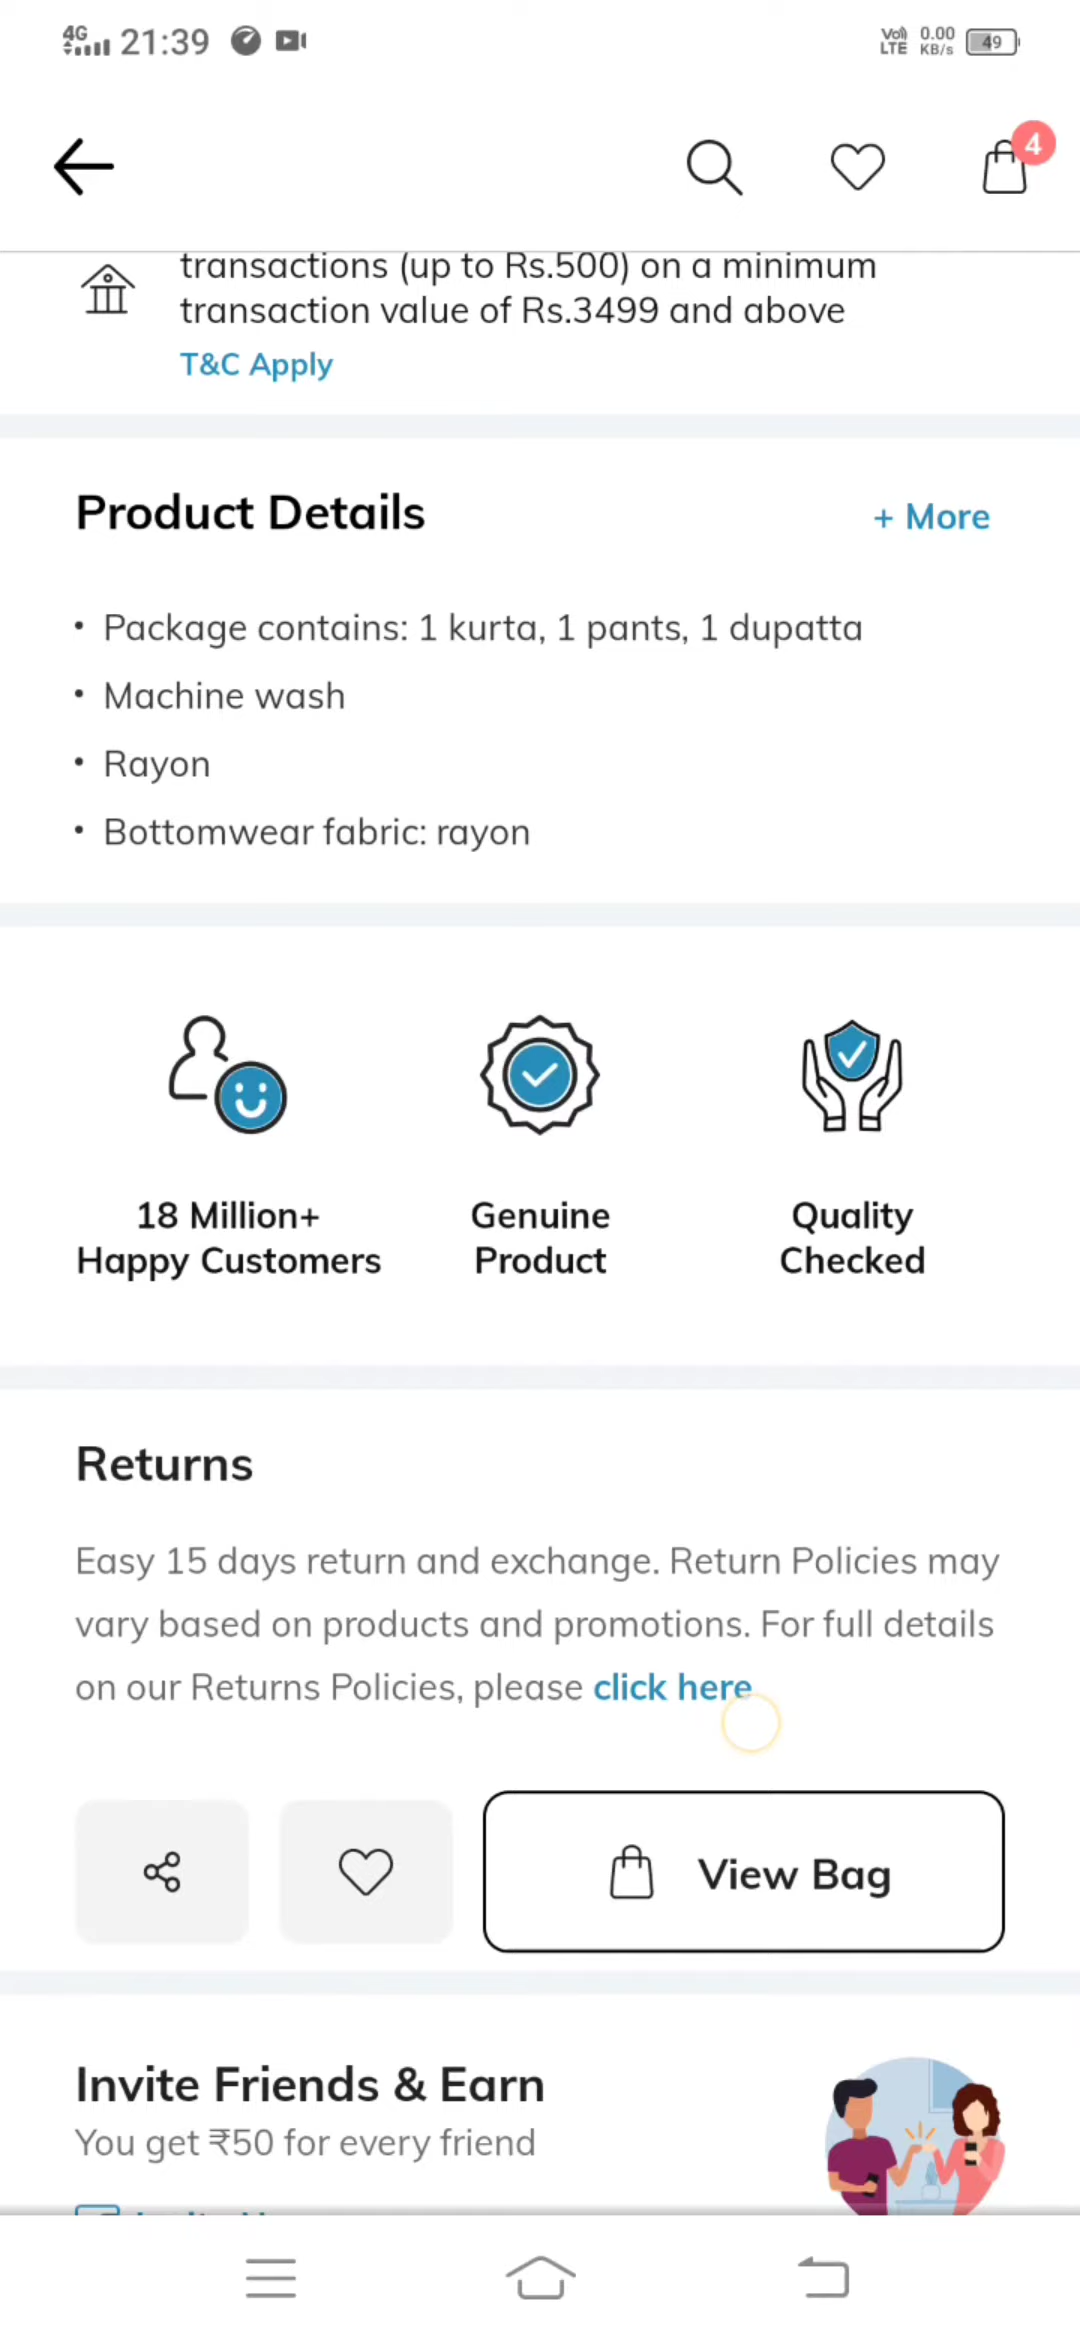 4G 21:39 Vo) LTE 0.00 KB/s 49
4
transactions (up to Rs.500) on a minimum
transaction value of Rs.3499 and above
T&C Apply
Product Details
+ More
• Package contains: 1 kurta, 1 pants, 1 dupatta
• Machine wash
• Rayon
• Bottomwear fabric: rayon
18 Million+
Happy Customers
Genuine
Product
Quality
Checked
Returns
Easy 15 days return and exchange. Return Policies may
vary based on products and promotions. For full details
on our Returns Policies, please click here
View Bag
Invite Friends & Earn
You get ₹50 for every friend